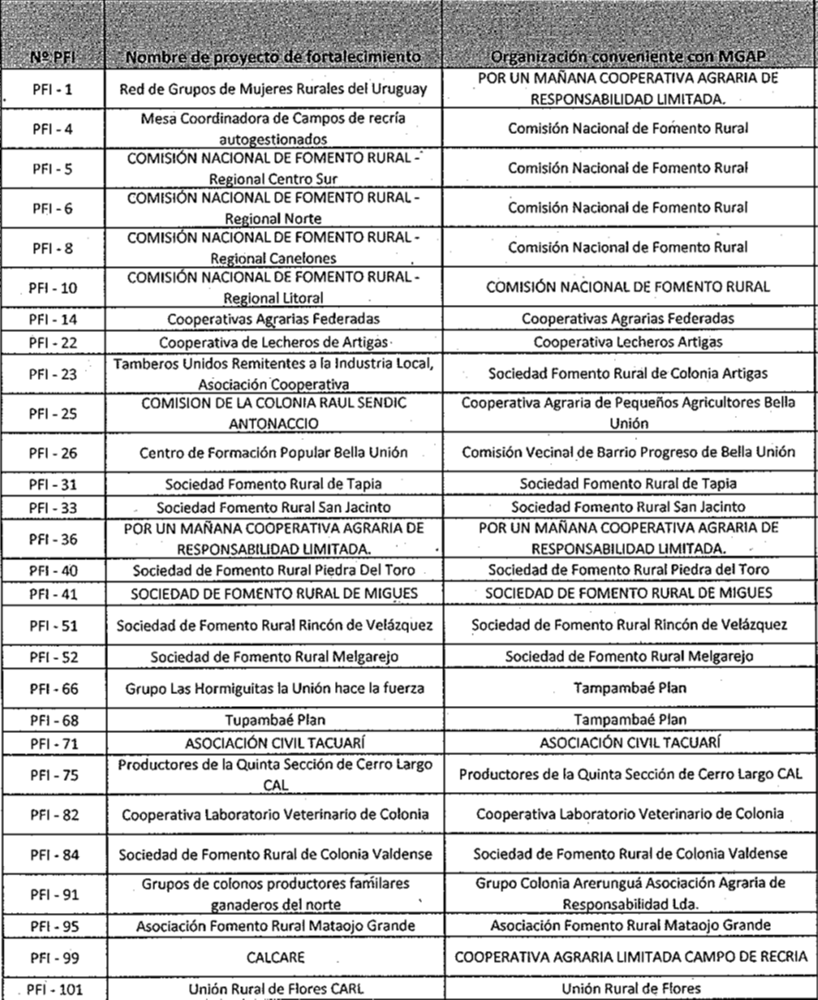 Nº PFI Nombre de proyecto de fortalecimiento Organización conveniente con MGAP
PFI - 1 Red de Grupos de Mujeres Rurales del Uruguay POR UN MAÑANA COOPERATIVA AGRARIA DE
RESPONSABILIDAD LIMITADA.
PFI - 4 Mesa Coordinadora de Campos de recría
autogestionados Comisión Nacional de Fomento Rural
PFI - 5 COMISIÓN NACIONAL DE FOMENTO RURAL -
Regional Centro Sur Comisión Nacional de Fomento Rural
PFI - 6 COMISIÓN NACIONAL DE FOMENTO RURAL -
Regional Norte Comisión Nacional de Fomento Rural
PFI - 8 COMISIÓN NACIONAL DE FOMENTO RURAL -
Regional Canelones Comisión Nacional de Fomento Rural
PFI - 10 COMISIÓN NACIONAL DE FOMENTO RURAL -
Regional Litoral COMISIÓN NACIONAL DE FOMENTO RURAL
PFI - 14 Cooperativas Agrarias Federadas Cooperativas Agrarias Federadas
PFI - 22 Cooperativa de Lecheros de Artigas Cooperativa Lecheros Artigas
PFI - 23 Tamberos Unidos Remitentes a la Industria Local,
Asociación Cooperativa Sociedad Fomento Rural de Colonia Artigas
PFI - 25 COMISION DE LA COLONIA RAUL SENDIC
ANTONACCIO Cooperativa Agraria de Pequeños Agricultores Bella
Unión
PFI - 26 Centro de Formación Popular Bella Unión Comisión Vecinal de Barrio Progreso de Bella Unión
PFI - 31 Sociedad Fomento Rural de Tapia Sociedad Fomento Rural de Tapia
PFI - 33 Sociedad Fomento Rural San Jacinto Sociedad Fomento Rural San Jacinto
PFI - 36 POR UN MAÑANA COOPERATIVA AGRARIA DE
RESPONSABILIDAD LIMITADA. POR UN MAÑANA COOPERATIVA AGRARIA DE
RESPONSABILIDAD LIMITADA.
PFI - 40 Sociedad de Fomento Rural Piedra Del Toro Sociedad de Fomento Rural Piedra del Toro
PFI - 41 SOCIEDAD DE FOMENTO RURAL DE MIGUES SOCIEDAD DE FOMENTO RURAL DE MIGUES
PFI - 51 Sociedad de Fomento Rural Rincón de Velázquez Sociedad de Fomento Rural Rincón de Velázquez
PFI - 52 Sociedad de Fomento Rural Melgarejo Sociedad de Fomento Rural Melgarejo
PFI - 66 Grupo Las Hormiguitas la Unión hace la fuerza Tampambaé Plan
PFI - 68 Tupambaé Plan Tampambaé Plan
PFI - 71 ASOCIACIÓN CIVIL TACUARÍ ASOCIACIÓN CIVIL TACUARÍ
PFI - 75 Productores de la Quinta Sección de Cerro Largo
CAL Productores de la Quinta Sección de Cerro Largo CAL
PFI - 82 Cooperativa Laboratorio Veterinario de Colonia Cooperativa Laboratorio Veterinario de Colonia
PFI - 84 Sociedad de Fomento Rural de Colonia Valdense Sociedad de Fomento Rural de Colonia Valdense
PFI - 91 Grupos de colonos productores familares
ganaderos del norte Grupo Colonia Arerunguá Asociación Agraria de
Responsabilidad Lda.
PFI - 95 Asociación Fomento Rural Mataojo Grande Asociación Fomento Rural Mataojo Grande
PFI - 99 CALCARE COOPERATIVA AGRARIA LIMITADA CAMPO DE RECRIA
PFI - 101 Unión Rural de Flores CARL Unión Rural de Flores